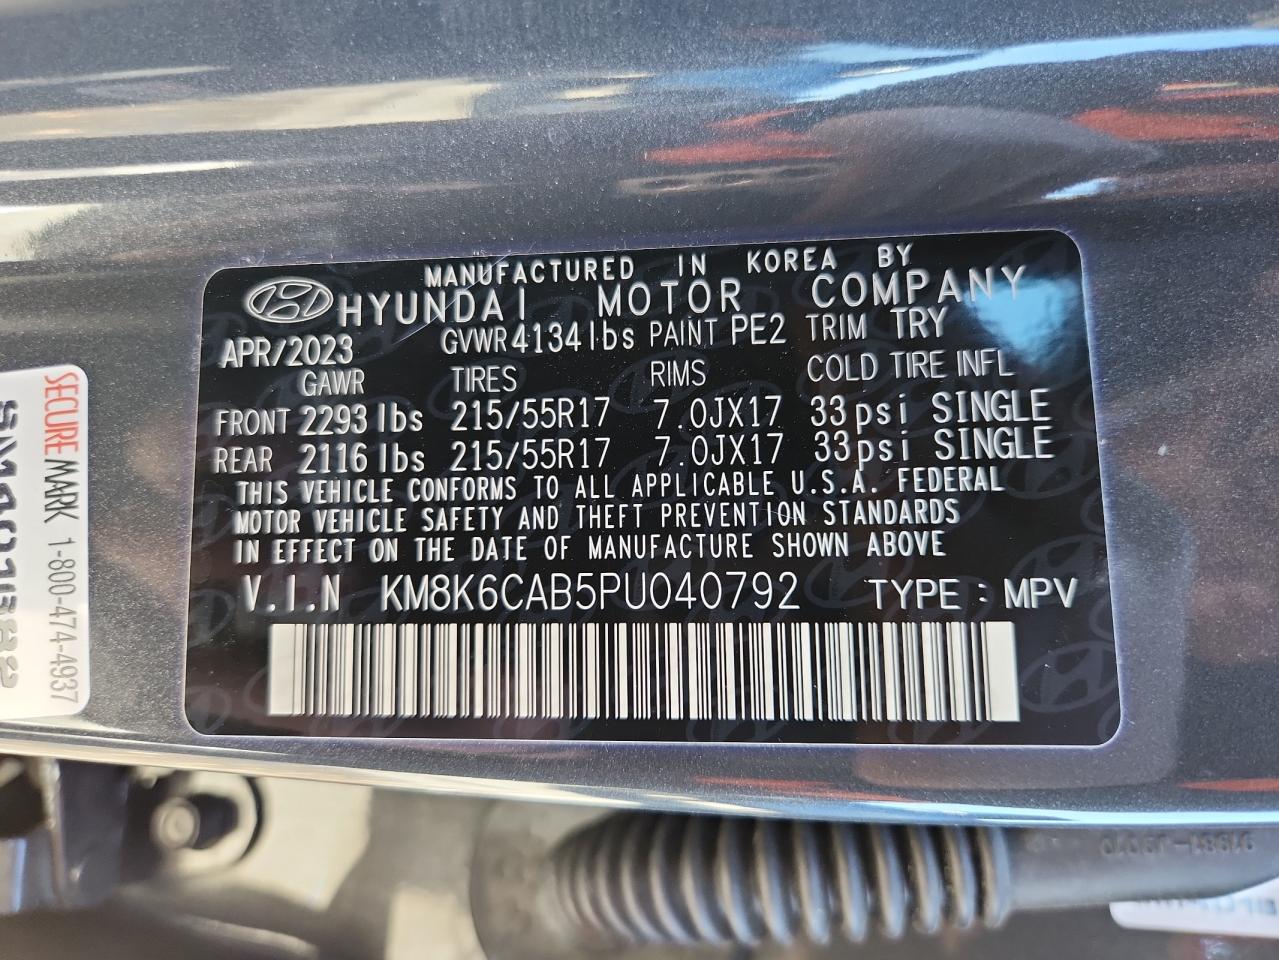 MANUFACTURED IN KOREA BY
HYUNDAI MOTOR COMPANY
APR/2023 GVWR 4134lbs PAINT PE2 TRIM TRY
GAWR TIRES RIMS COLD TIRE INFL
FRONT 2293 lbs 215/55R17 7.0JX17 33psi SINGLE
REAR 2116 lbs 215/55R17 7.0JX17 33psi SINGLE
THIS VEHICLE CONFORMS TO ALL APPLICABLE U.S.A. FEDERAL
MOTOR VEHICLE SAFETY AND THEFT PREVENTION STANDARDS
IN EFFECT ON THE DATE OF MANUFACTURE SHOWN ABOVE
V.I.N KM8K6CAB5PU040792 TYPE : MPV
SECUREMARK 1-800-474-4937